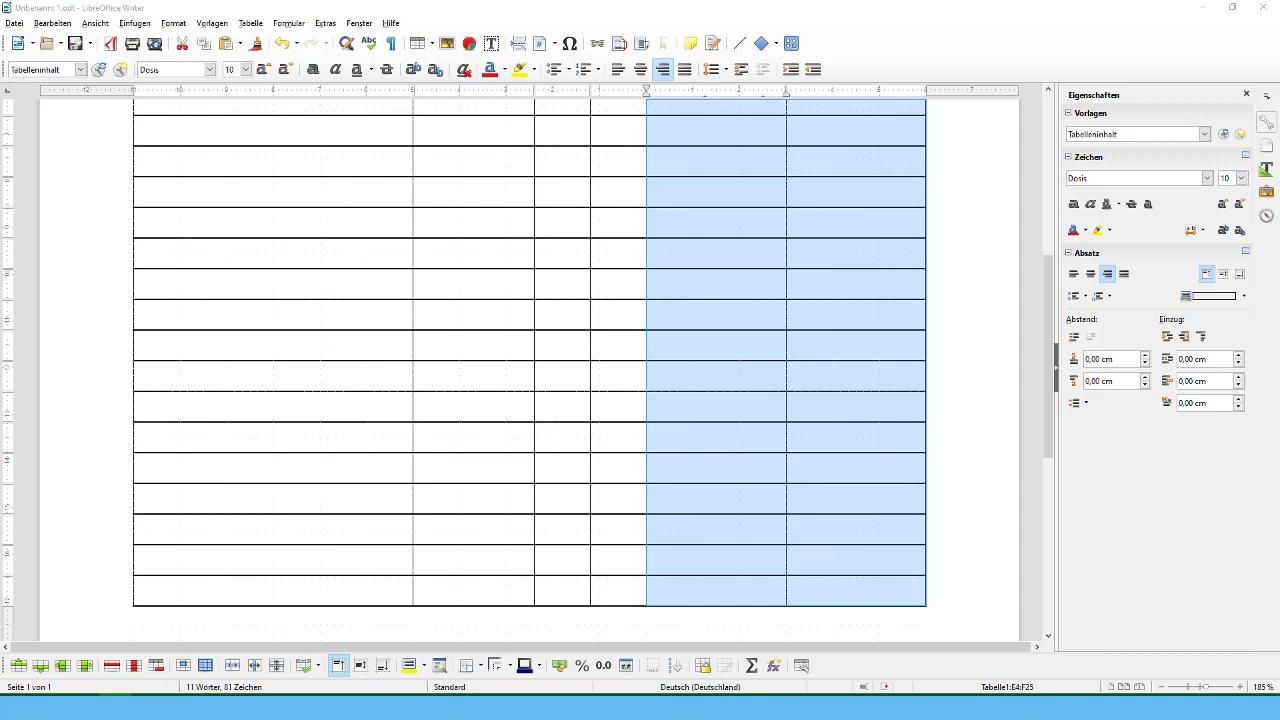 Unbenannt 1.odt - LibreOffice Writer
Datei Bearbeiten Ansicht Einfügen Format Vorlagen Tabelle Formular Extras Fenster Hilfe
Tabelleninhalt Dosis 10
Eigenschaften
Vorlagen
Tabelleninhalt
Zeichen
Dosis 10
Absatz
Abstand: Einzug:
0,00 cm 0,00 cm
0,00 cm 0,00 cm
0,00 cm
% 0.0
Seite 1 von 1 11 Wörter, 81 Zeichen Standard Deutsch (Deutschland) Tabelle1:E4:F25 185 %